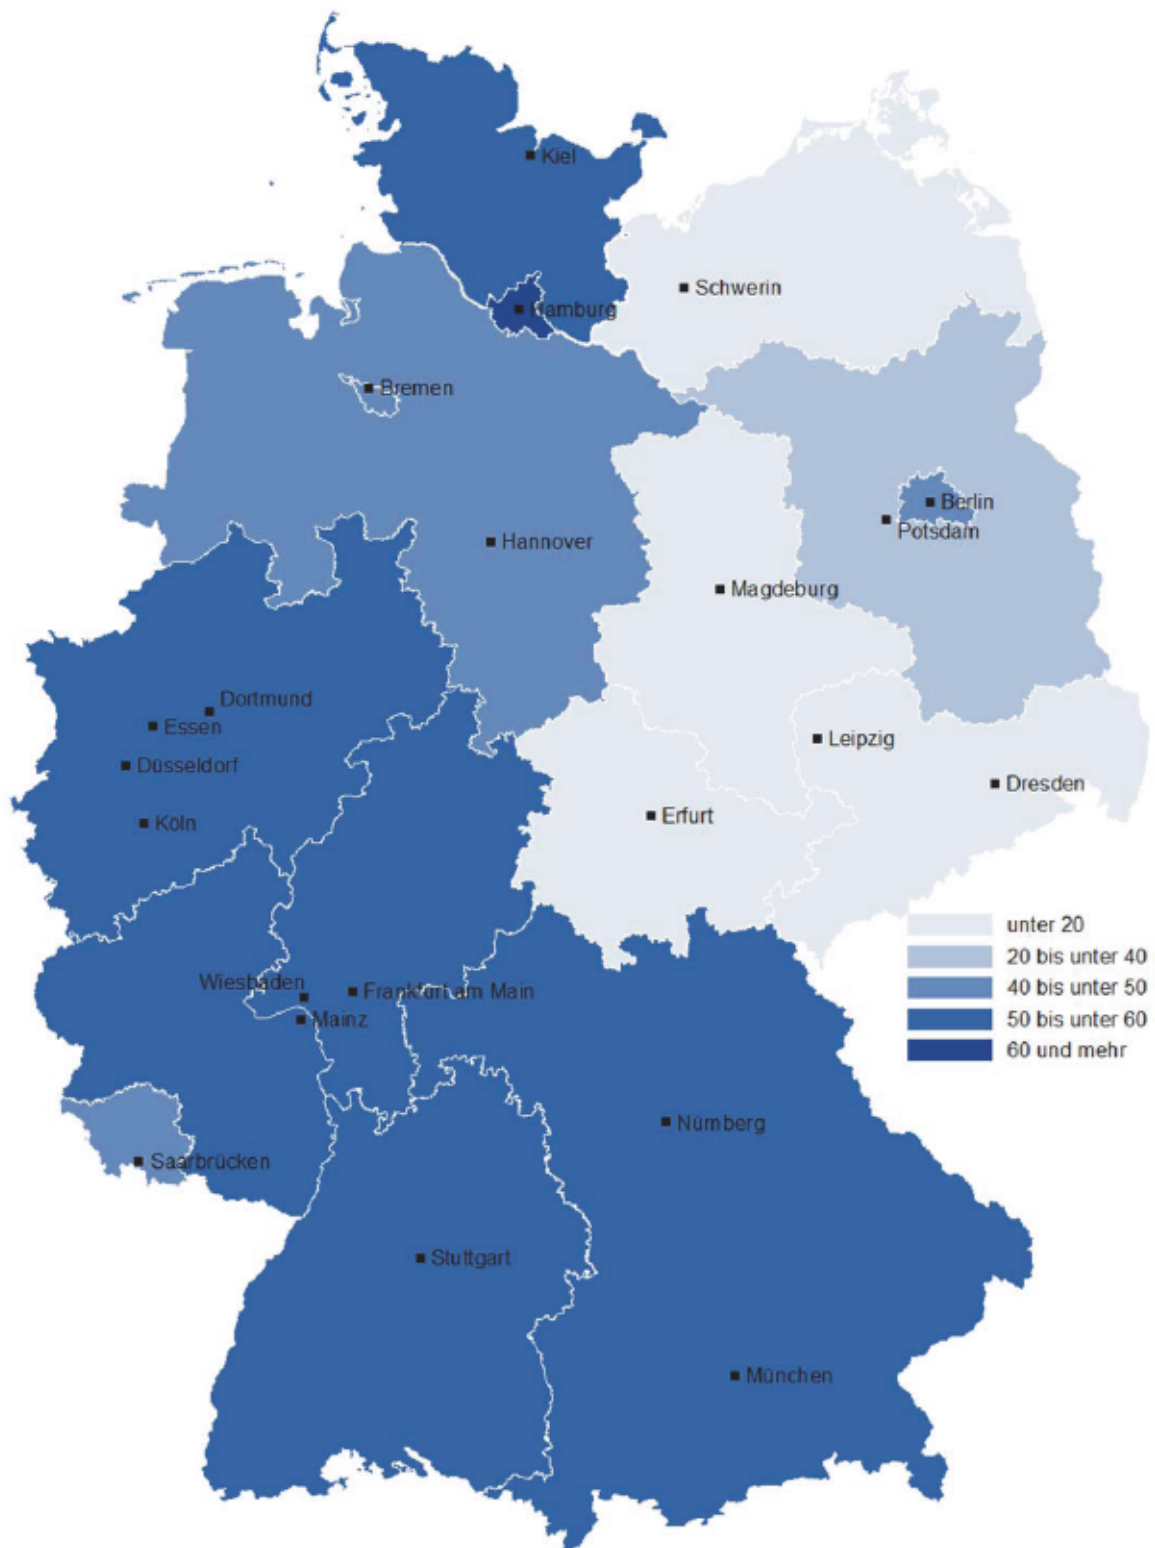 Kiel
Schwerin
Hamburg
Bremen
Berlin
Potsdam
Hannover
Magdeburg
Dortmund
Essen
Leipzig
Düsseldorf
Dresden
Erfurt
Köln
unter 20
20 bis unter 40
40 bis unter 50
50 bis unter 60
60 und mehr
Wiesbaden
Frankfurt am Main
Mainz
Nürnberg
Saarbrücken
Stuttgart
München